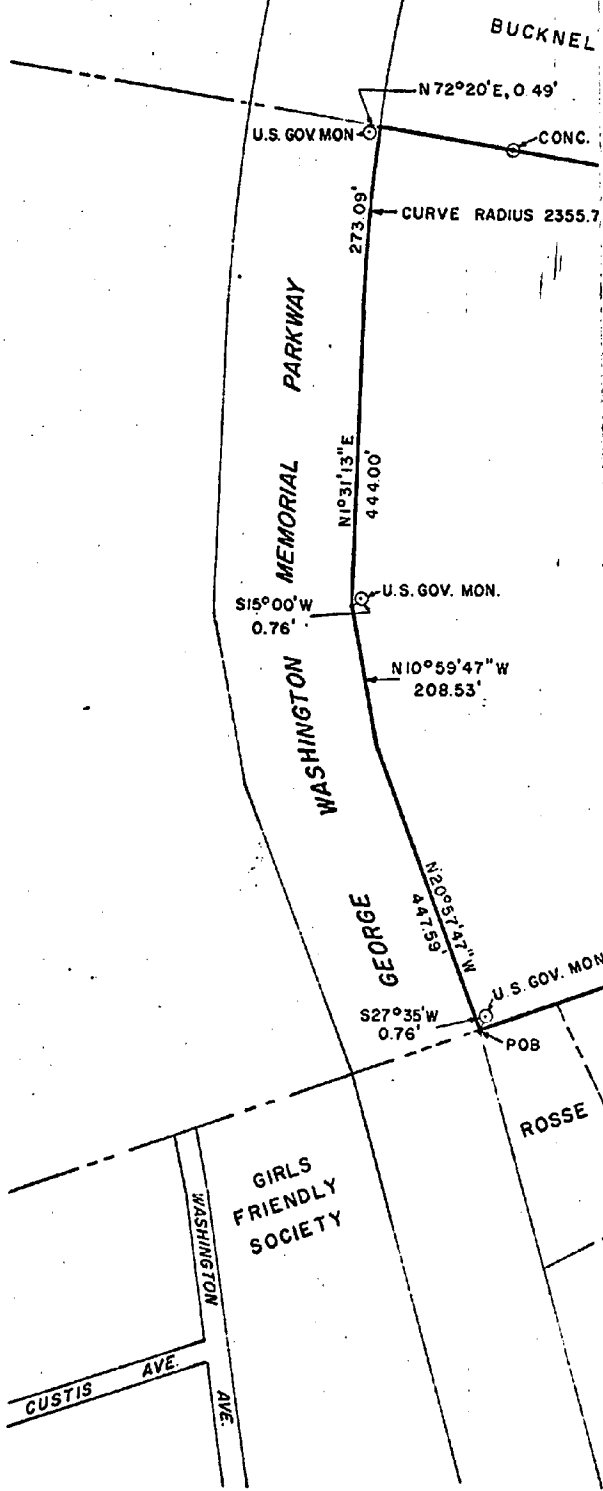 BUCKNEL
N 72°20'E, 0.49'
U.S. GOV. MON
CONC.
273.09'
CURVE RADIUS 2355.7
PARKWAY
MEMORIAL
N1°31'13"E
444.00'
U.S. GOV. MON.
S15°00'W
0.76'
N10°59'47"W
208.53'
WASHINGTON
N20°57'47"W
447.59'
GEORGE
U.S. GOV. MON
S27°35'W
0.76'
POB
ROSSE
GIRLS
FRIENDLY
SOCIETY
WASHINGTON
AVE.
CUSTIS AVE.